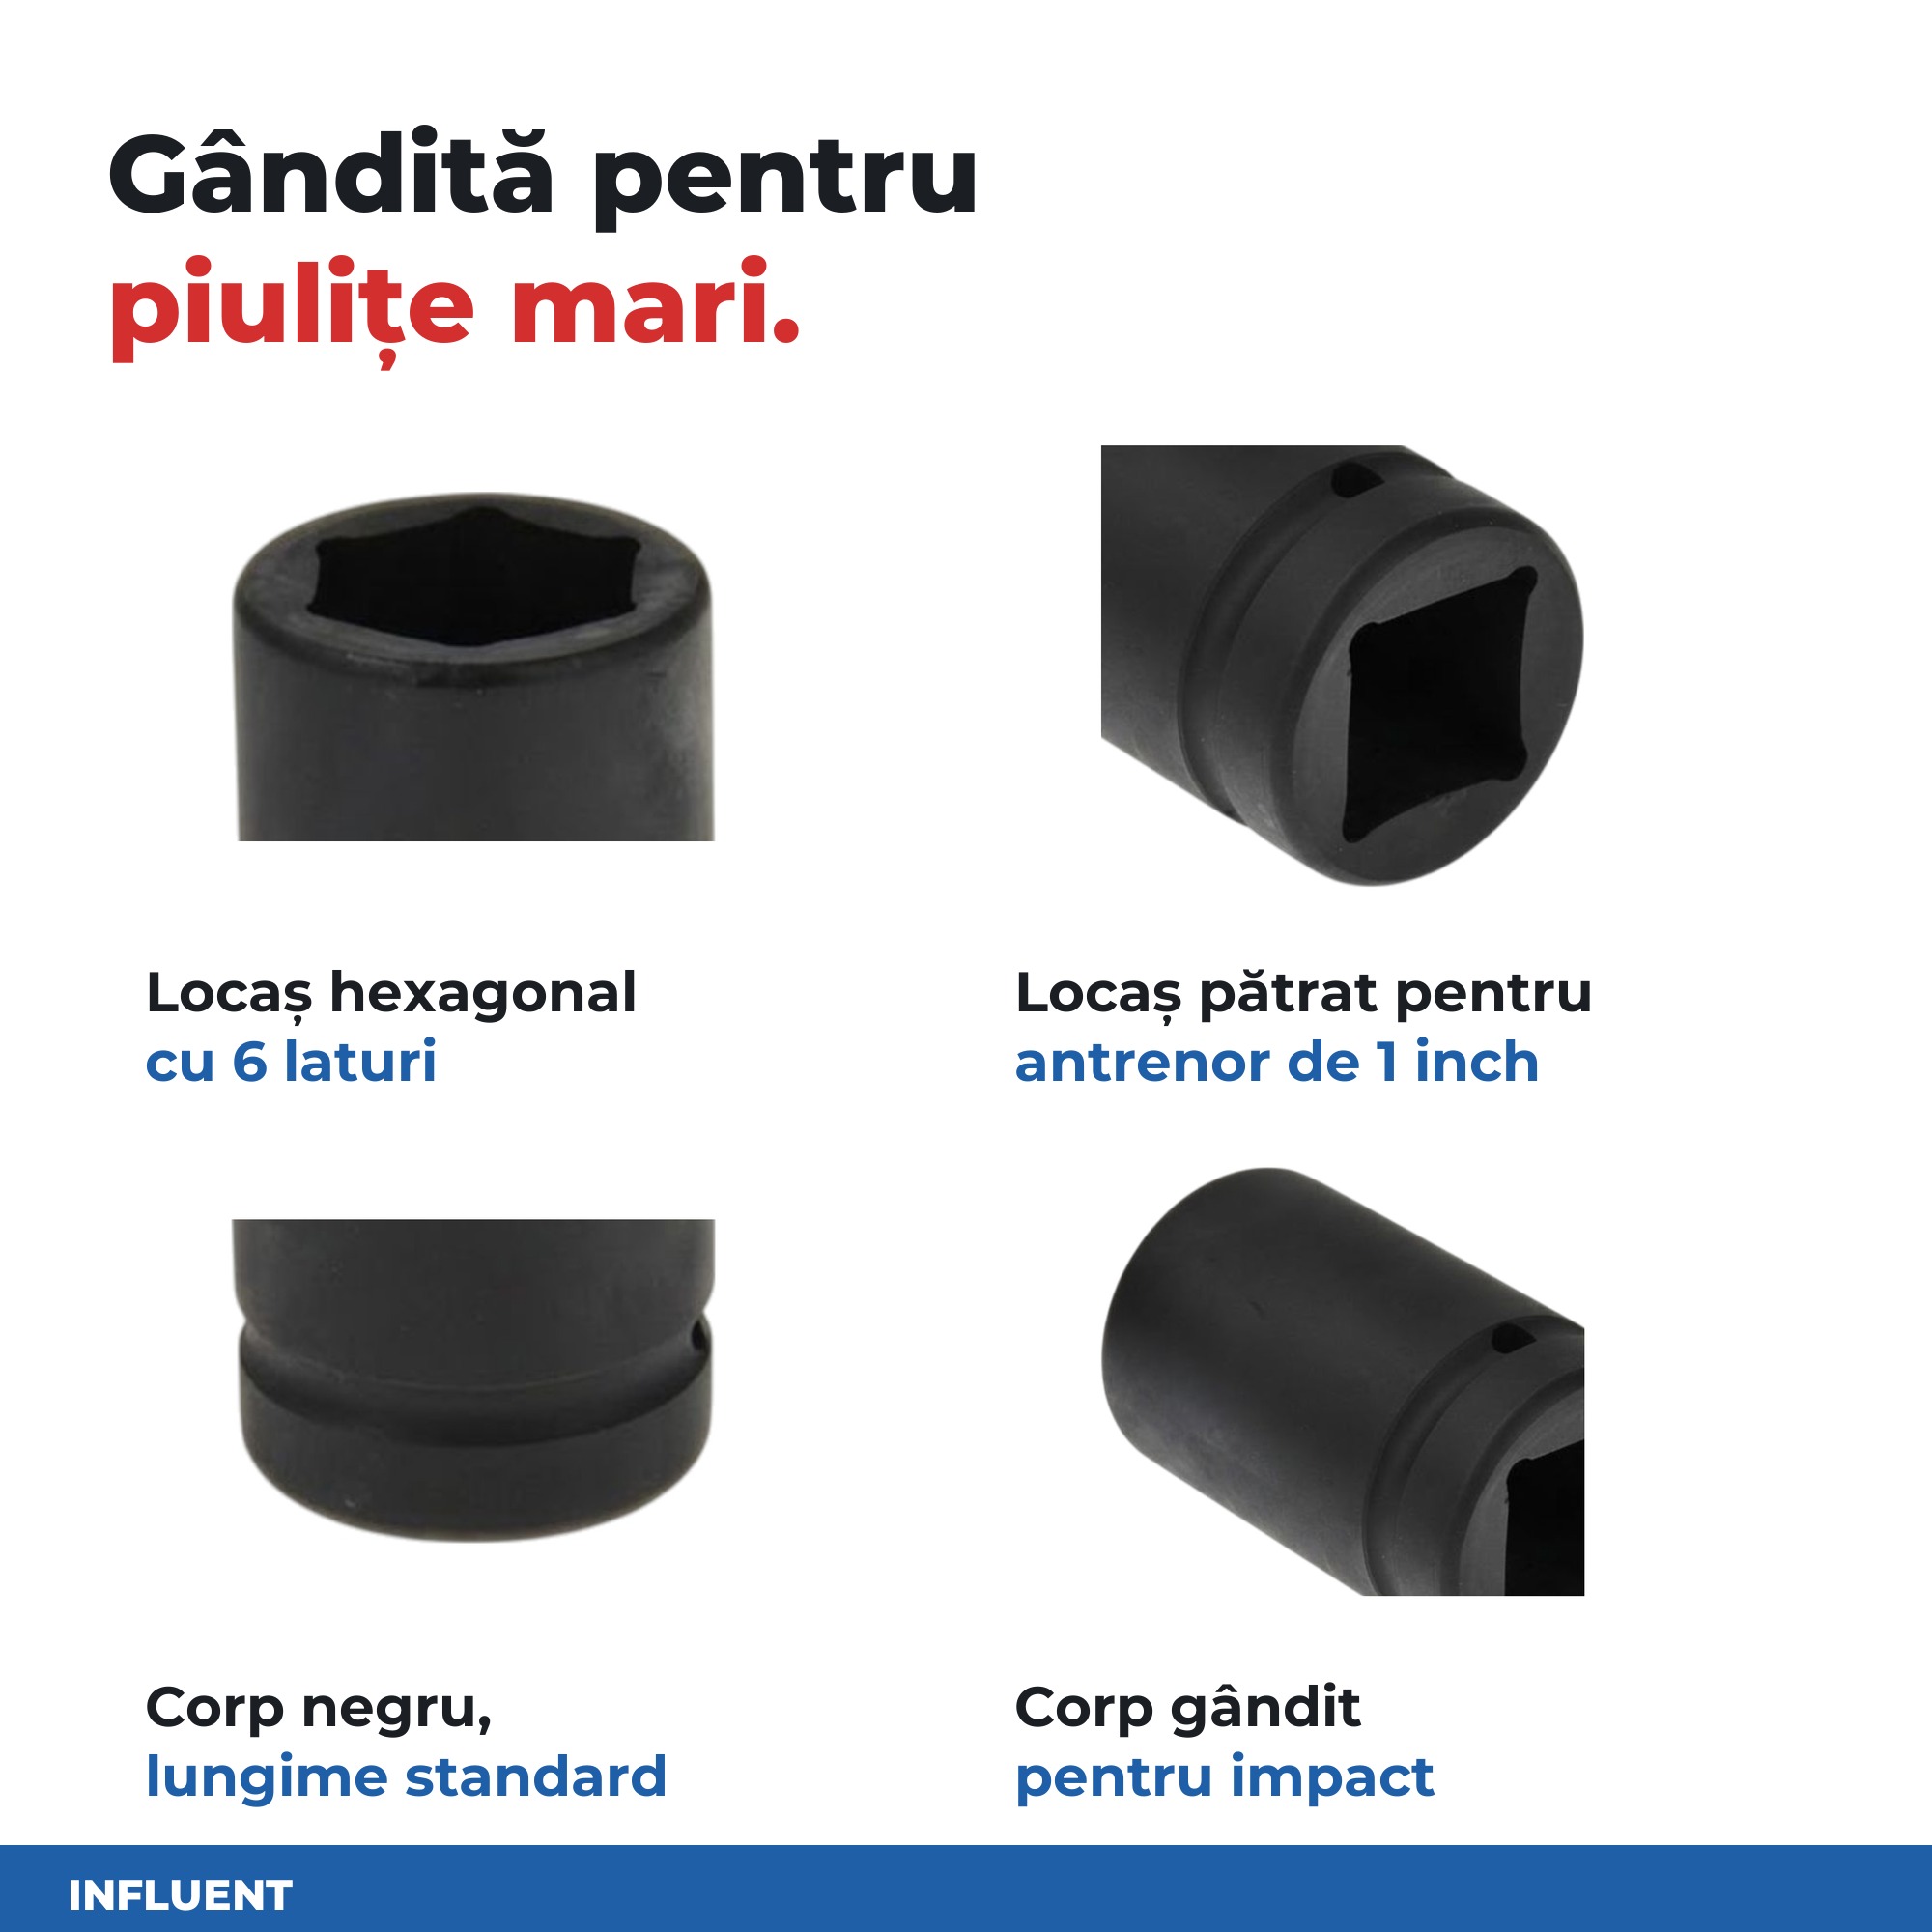 Gândită pentru
piulițe mari.
Locaș hexagonal
cu 6 laturi
Locaș pătrat pentru
antrenor de 1 inch
Corp negru,
lungime standard
Corp gândit
pentru impact
INFLUENT